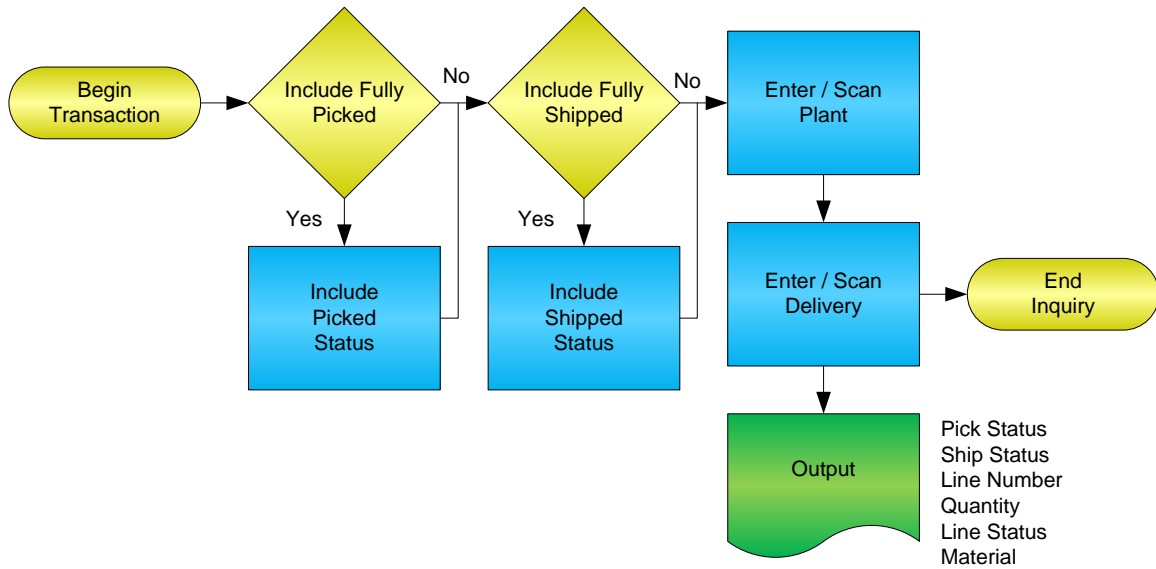 Begin
Transaction
Include Fully
Picked
No
Include Fully
Shipped
No
Enter / Scan
Plant
Yes
Include
Picked
Status
Yes
Include
Shipped
Status
Enter / Scan
Delivery
End
Inquiry
Output
Pick Status
Ship Status
Line Number
Quantity
Line Status
Material